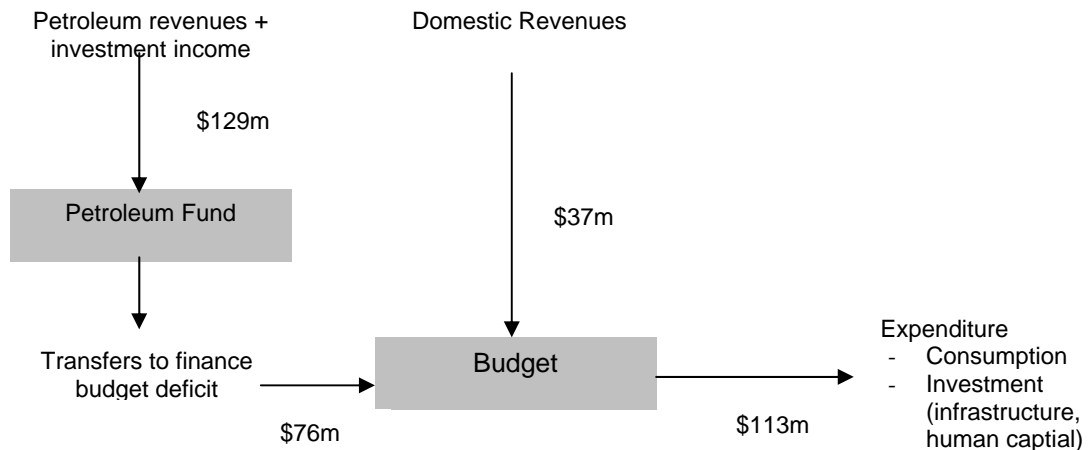 Petroleum revenues +
investment income
Domestic Revenues
$129m
Petroleum Fund
$37m
Transfers to finance
budget deficit
$76m
Budget
$113m
Expenditure
- Consumption
- Investment
(infrastructure,
human captial)